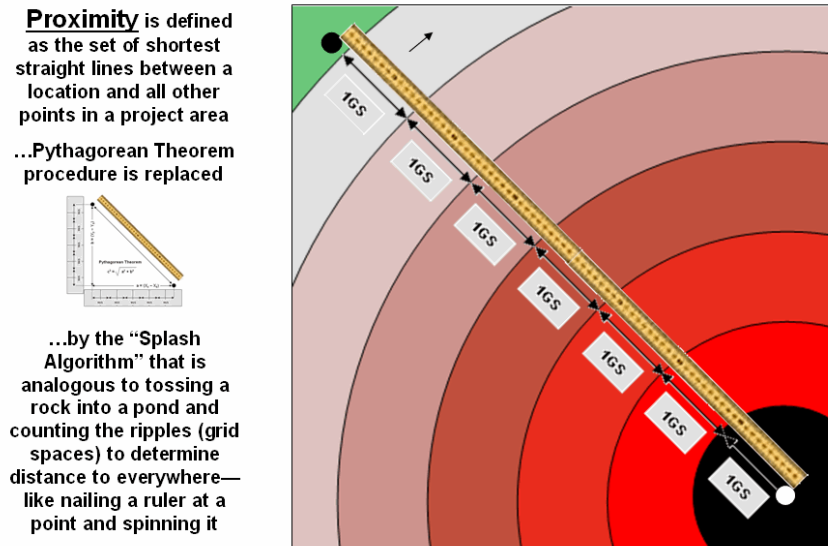 Proximity is defined
as the set of shortest
straight lines between a
location and all other
points in a project area
…Pythagorean Theorem
procedure is replaced
Pythagorean Theorem
…by the “Splash
Algorithm” that is
analogous to tossing a
rock into a pond and
counting the ripples (grid
spaces) to determine
distance to everywhere—
like nailing a ruler at a
point and spinning it
1GS
1GS
1GS
1GS
1GS
1GS
1GS